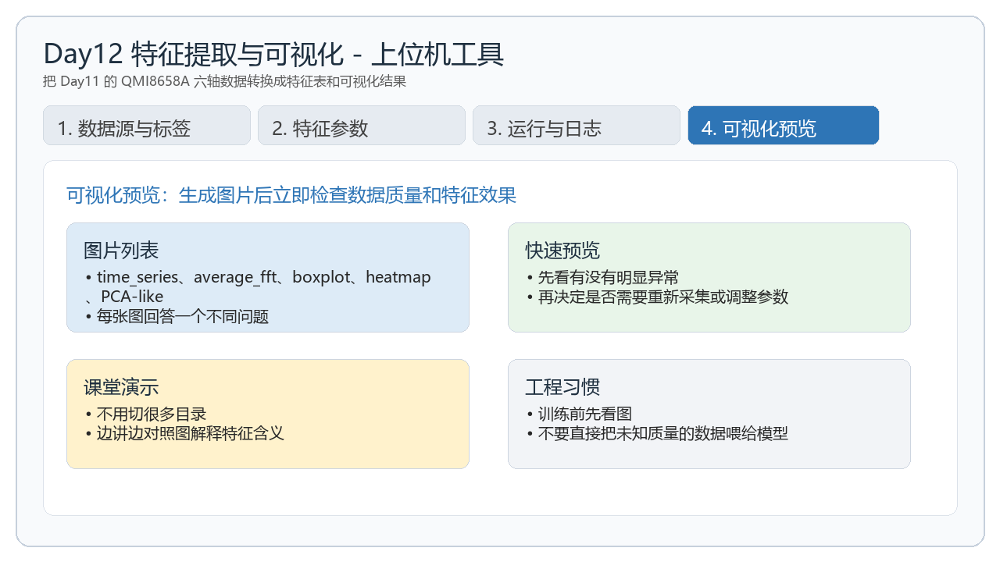 Day12 特征提取与可视化 - 上位机工具
把 Day11 的 QMI8658A 六轴数据转换成特征表和可视化结果
1. 数据源与标签
2. 特征参数
3. 运行与日志
4. 可视化预览
可视化预览：生成图片后立即检查数据质量和特征效果
图片列表
• time_series、average_fft、boxplot、heatmap
、PCA-like
• 每张图回答一个不同问题
快速预览
• 先看有没有明显异常
• 再决定是否需要重新采集或调整参数
课堂演示
• 不用切很多目录
• 边讲边对照图解释特征含义
工程习惯
• 训练前先看图
• 不要直接把未知质量的数据喂给模型